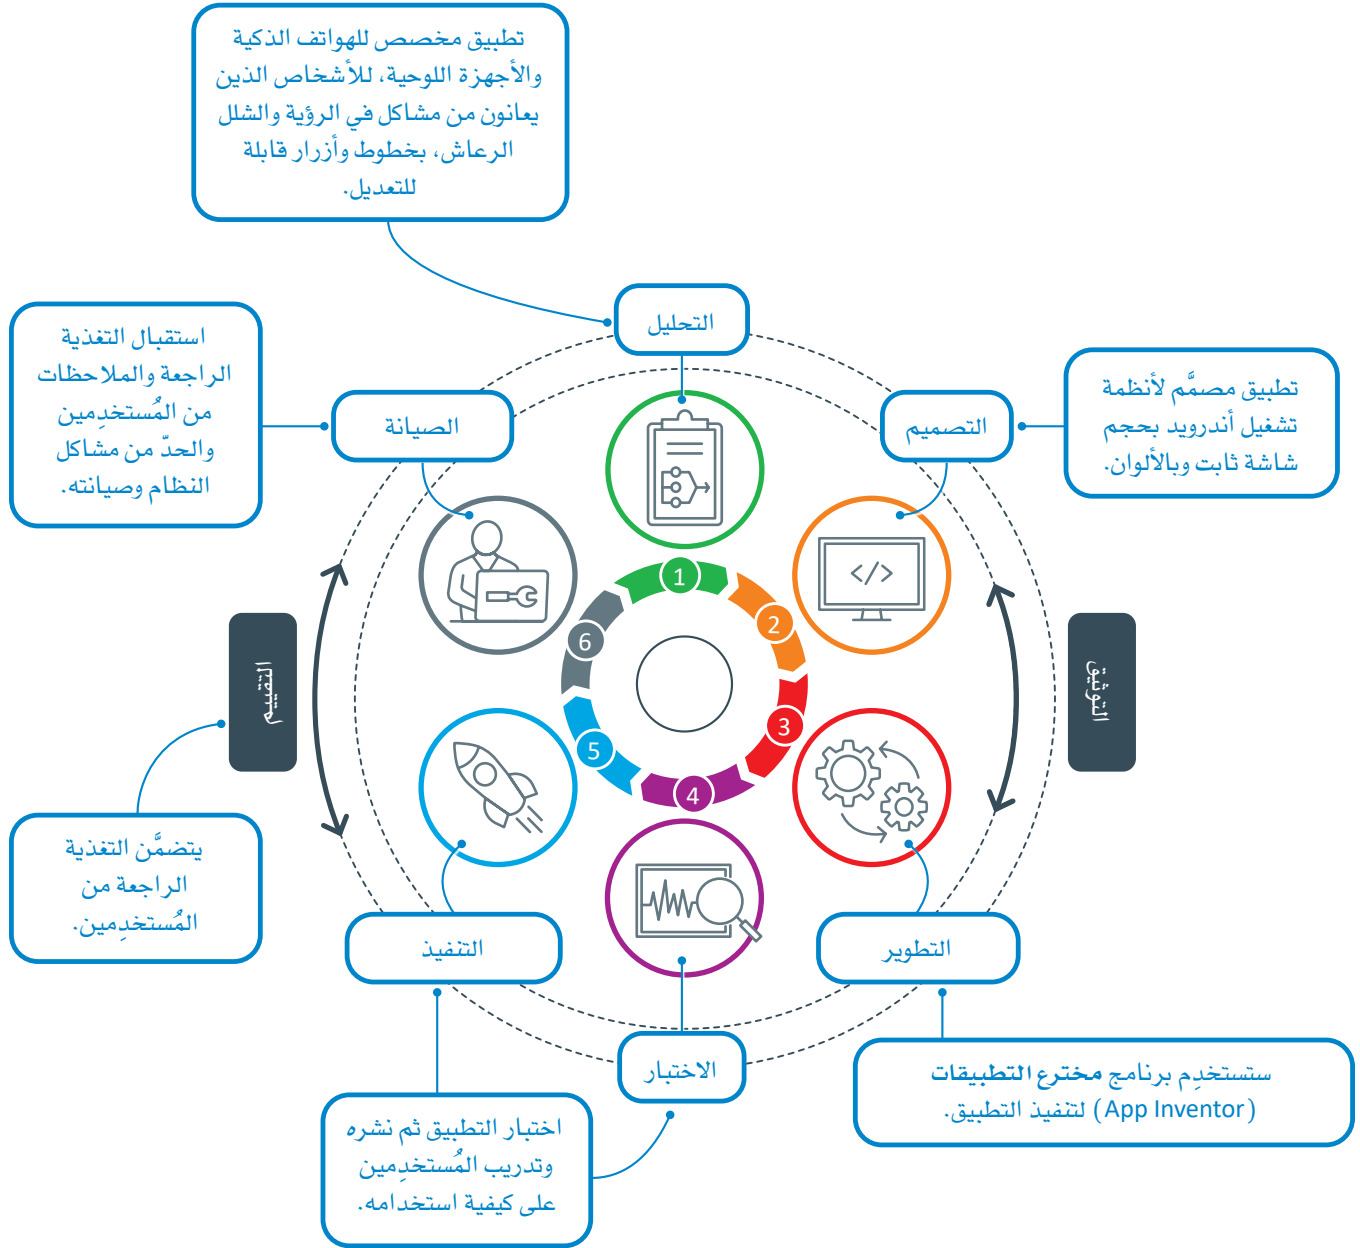 تطبيق مخصص للهواتف الذكية
والأجهزة اللوحية، للأشخاص الذين
يعانون من مشاكل في الرؤية والشلل
الرعاش، بخطوط وأزرار قابلة
للتعديل.
التحليل
تطبيق مصمَّم لأنظمة
تشغيل أندرويد بحجم
شاشة ثابت وبالألوان.
التصميم
استقبال التغذية
الراجعة والملاحظات
من المُستخدِمين
والحدّ من مشاكل
النظام وصيانته.
الصيانة
</>
1
2
3
4
5
6
التوثيق
التقييم
يتضمَّن التغذية
الراجعة من
المُستخدِمين.
التطوير
التنفيذ
الاختبار
ستستخدِم برنامج مخترع التطبيقات
(App Inventor) لتنفيذ التطبيق.
اختبار التطبيق ثم نشره
وتدريب المُستخدِمين
على كيفية استخدامه.